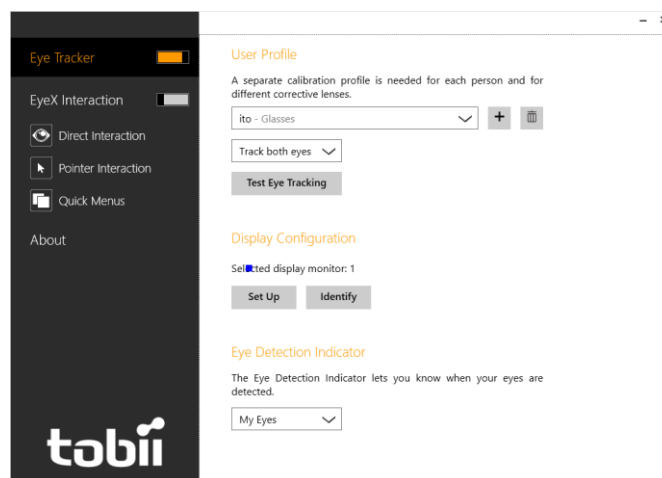 Eye Tracker
EyeX Interaction
Direct Interaction
Pointer Interaction
Quick Menus
About
tobii
User Profile
A separate calibration profile is needed for each person and for
different corrective lenses.
ito - Glasses
Track both eyes
Test Eye Tracking
Display Configuration
Selected display monitor: 1
Set Up Identify
Eye Detection Indicator
The Eye Detection Indicator lets you know when your eyes are
detected.
My Eyes